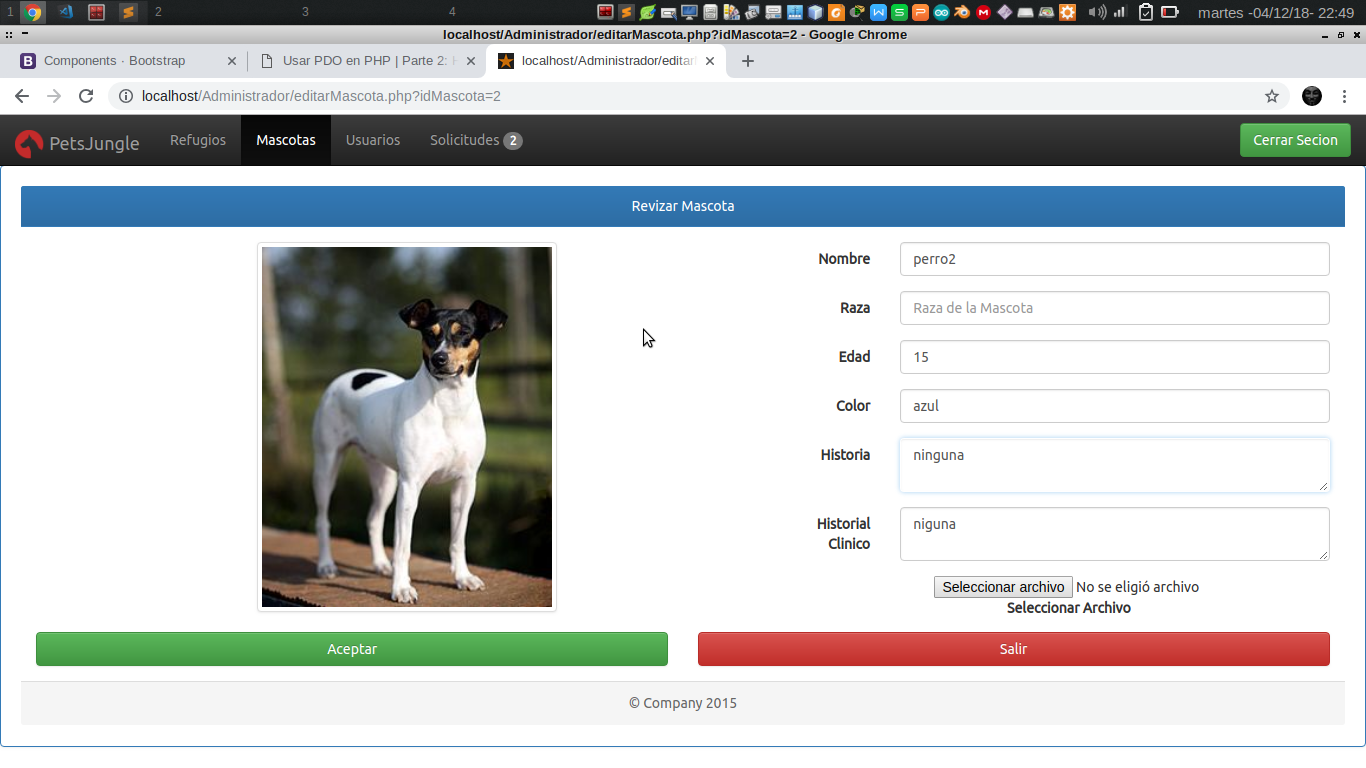 1 2 3 4 martes -04/12/18- 22:49
localhost/Administrador/editarMascota.php?idMascota=2 - Google Chrome
Components · Bootstrap Usar PDO en PHP | Parte 2: localhost/Administrador/editar
localhost/Administrador/editarMascota.php?idMascota=2
PetsJungle Refugios Mascotas Usuarios Solicitudes 2 Cerrar Secion
Revizar Mascota
Nombre perro2
Raza Raza de la Mascota
Edad 15
Color azul
Historia ninguna
Historial niguna
Clinico
Seleccionar archivo No se eligió archivo
Seleccionar Archivo
Aceptar Salir
© Company 2015